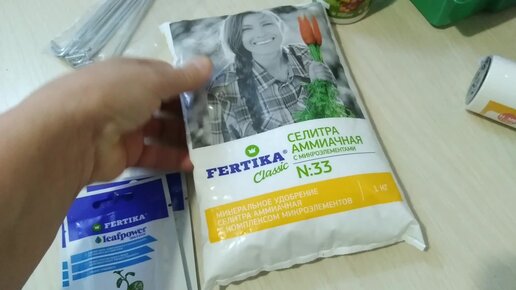 СЕЛИТРА
АММИАЧНАЯ
С МИКРОЭЛЕМЕНТАМИ
FERTIKA®
Classic
N:33
МИНЕРАЛЬНОЕ УДОБРЕНИЕ
СЕЛИТРА АММИАЧНАЯ
С КОМПЛЕКСОМ МИКРОЭЛЕМЕНТОВ
1 КГ
FERTIKA
leafpower